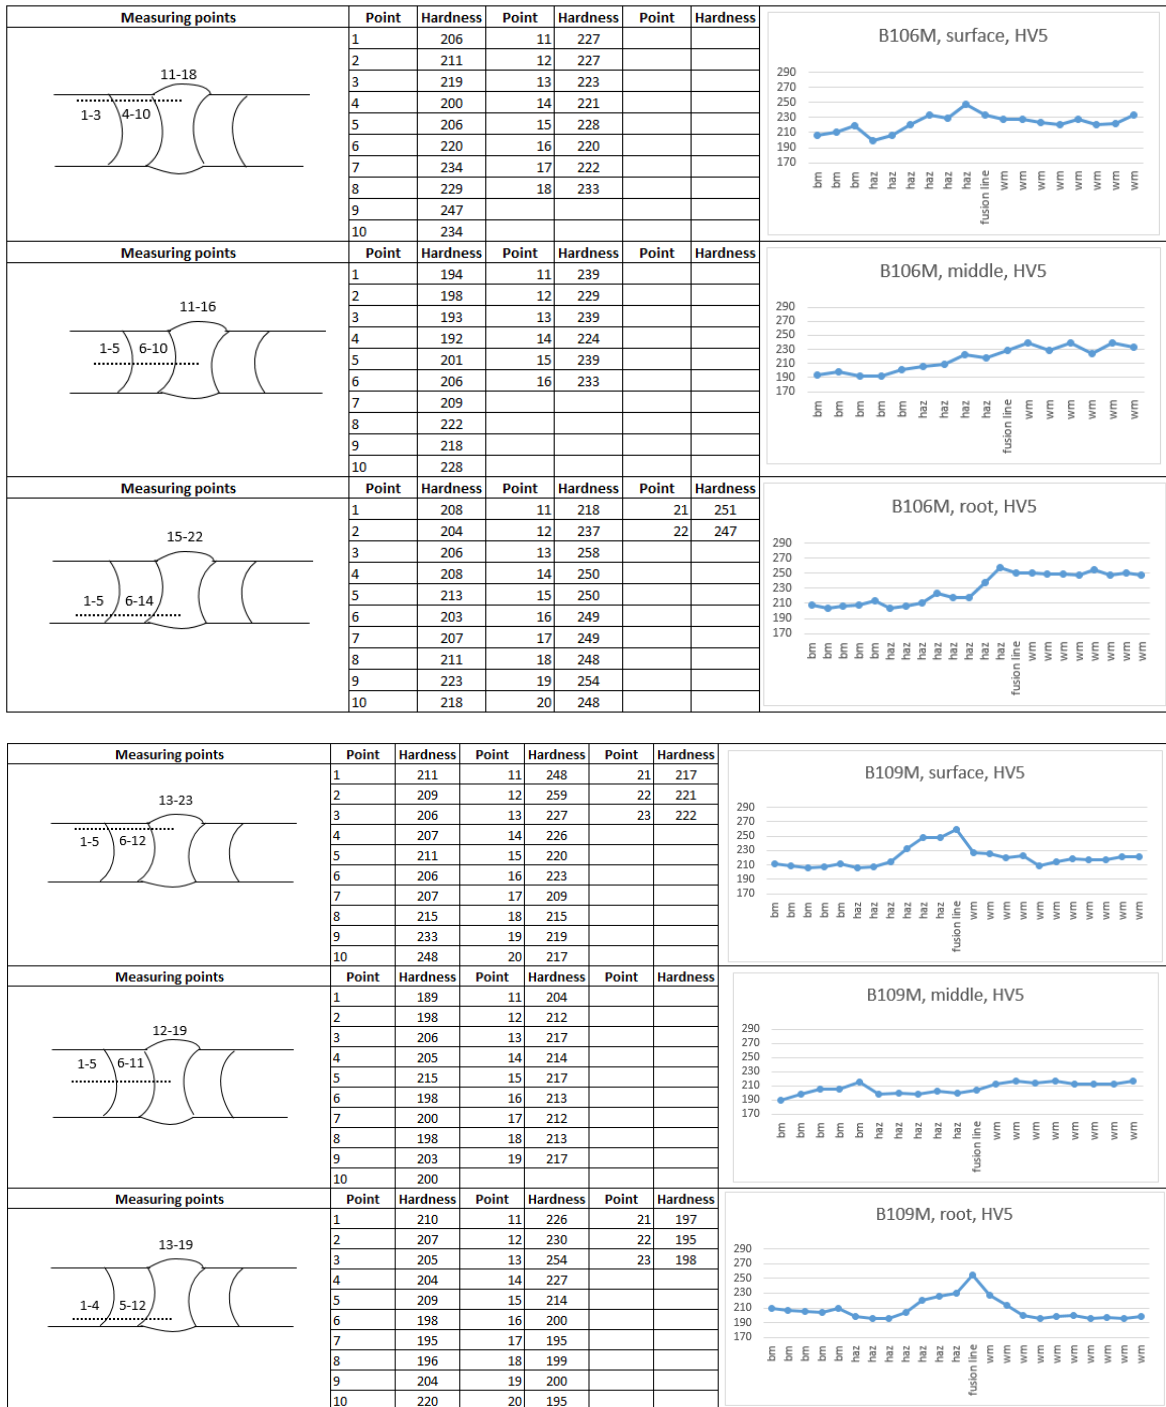 Measuring points Point Hardness Point Hardness Point Hardness
1 206 11 227
2 211 12 227
3 219 13 223
4 200 14 221
5 206 15 228
6 220 16 220
7 234 17 222
8 229 18 233
9 247
10 234
11-18
1-3 4-10
B106M, surface, HV5
290
270
250
230
210
190
170
bm bm bm haz haz haz haz haz haz fusion line wm wm wm wm wm wm wm wm
Measuring points Point Hardness Point Hardness Point Hardness
1 194 11 239
2 198 12 229
3 193 13 239
4 192 14 224
5 201 15 239
6 206 16 233
7 209
8 222
9 218
10 228
11-16
1-5 6-10
B106M, middle, HV5
290
270
250
230
210
190
170
bm bm bm bm bm haz haz haz haz fusion line wm wm wm wm wm wm
Measuring points Point Hardness Point Hardness Point Hardness
1 208 11 218 21 251
2 204 12 237 22 247
3 206 13 258
4 208 14 250
5 213 15 250
6 203 16 249
7 207 17 249
8 211 18 248
9 223 19 254
10 218 20 248
15-22
1-5 6-14
B106M, root, HV5
290
270
250
230
210
190
170
bm bm bm bm bm haz haz haz haz haz haz haz haz fusion line wm wm wm wm wm wm wm wm
Measuring points Point Hardness Point Hardness Point Hardness
1 211 11 248 21 217
2 209 12 259 22 221
3 206 13 227 23 222
4 207 14 226
5 211 15 220
6 206 16 223
7 207 17 209
8 215 18 215
9 233 19 219
10 248 20 217
13-23
1-5 6-12
B109M, surface, HV5
290
270
250
230
210
190
170
bm bm bm bm bm haz haz haz haz haz haz fusion line wm wm wm wm wm wm wm wm wm wm wm
Measuring points Point Hardness Point Hardness Point Hardness
1 189 11 204
2 198 12 212
3 206 13 217
4 205 14 214
5 215 15 217
6 198 16 213
7 200 17 212
8 198 18 213
9 203 19 217
10 200
12-19
1-5 6-11
B109M, middle, HV5
290
270
250
230
210
190
170
bm bm bm bm bm haz haz haz haz haz fusion line wm wm wm wm wm wm wm wm
Measuring points Point Hardness Point Hardness Point Hardness
1 210 11 226 21 197
2 207 12 230 22 195
3 205 13 254 23 198
4 204 14 227
5 209 15 214
6 198 16 200
7 195 17 195
8 196 18 199
9 204 19 200
10 220 20 195
13-19
1-4 5-12
B109M, root, HV5
290
270
250
230
210
190
170
bm bm bm bm bm haz haz haz haz haz haz haz fusion line wm wm wm wm wm wm wm wm wm wm